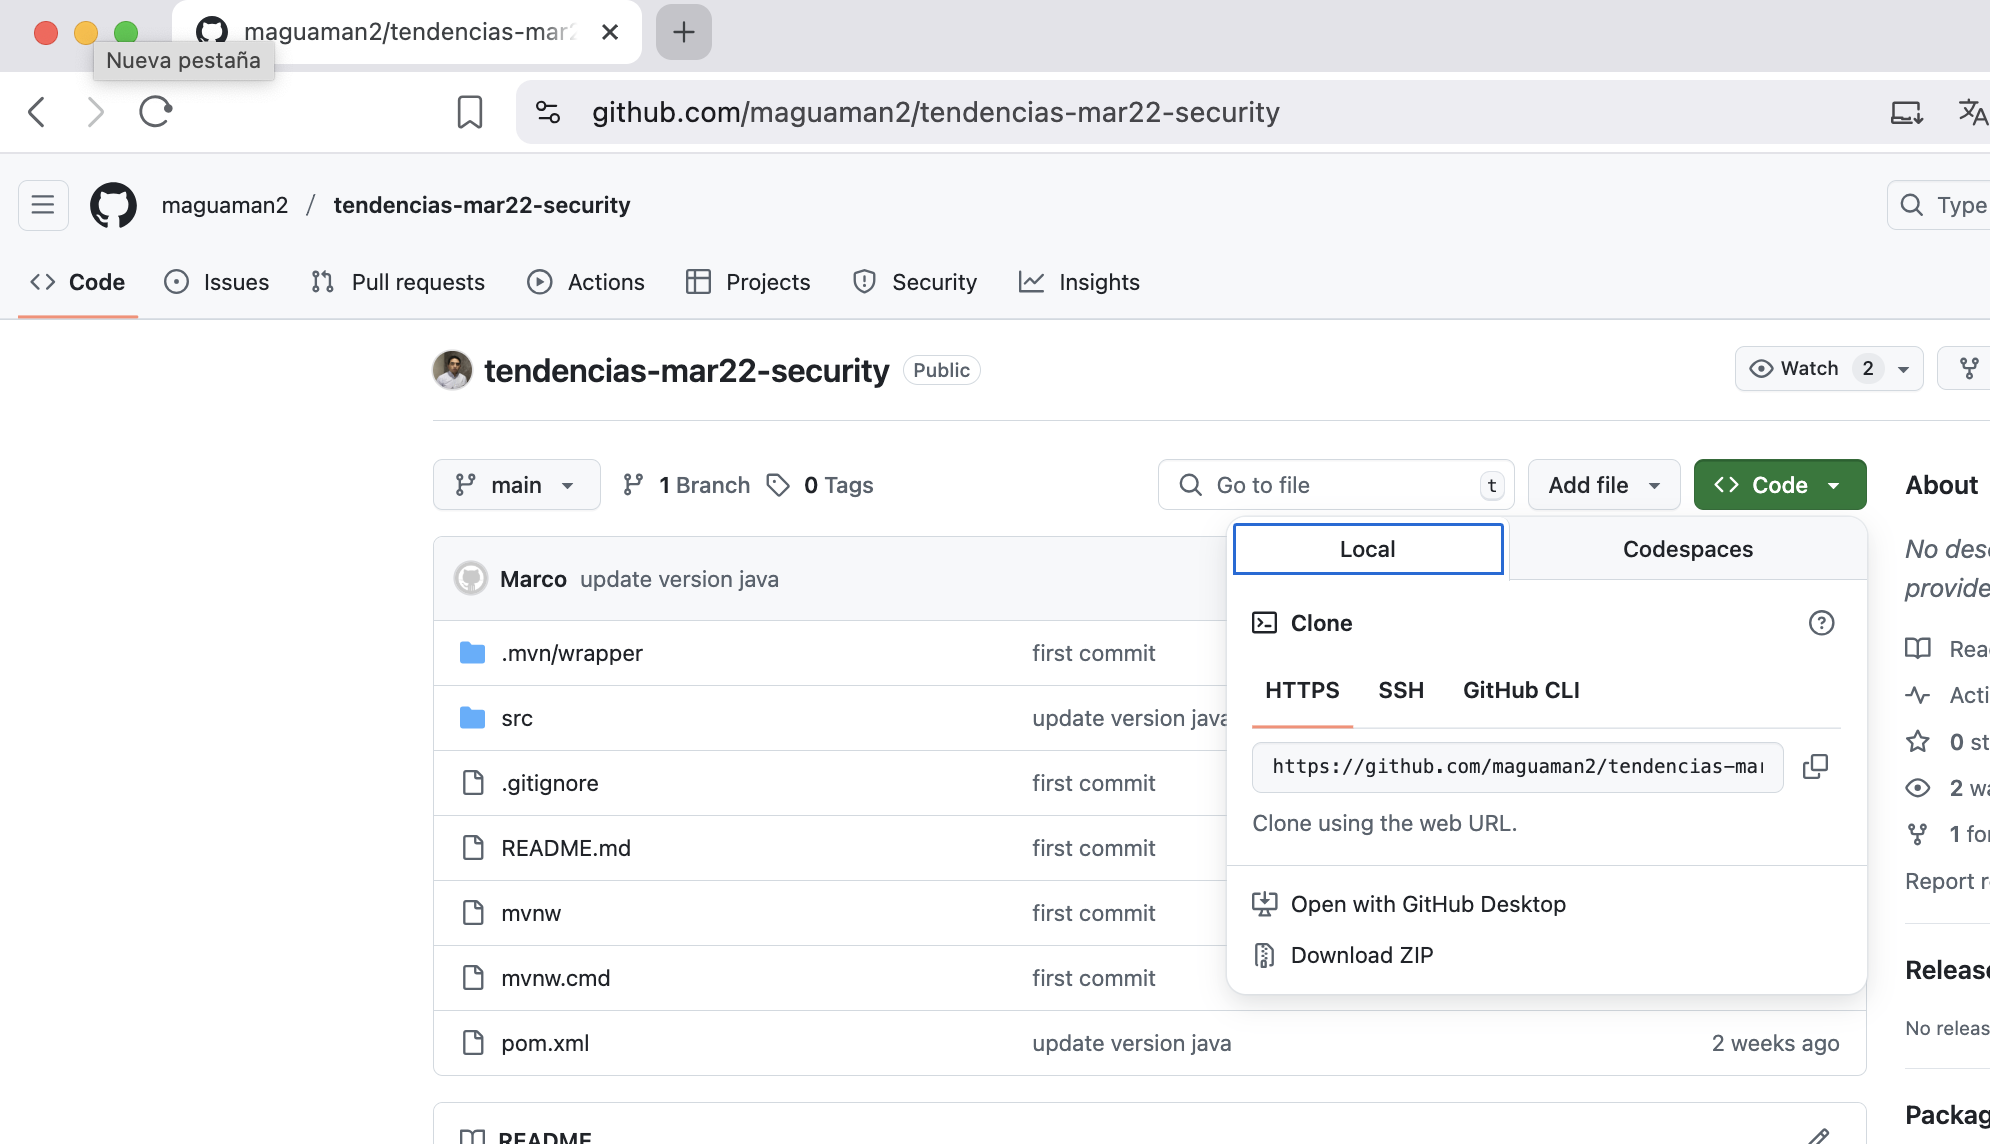 maguaman2/tendencias-mar2
Nueva pestaña
github.com/maguaman2/tendencias-mar22-security
maguaman2 / tendencias-mar22-security
Type
Code Issues Pull requests Actions Projects Security Insights
tendencias-mar22-security Public
Watch 2
main 1 Branch 0 Tags
Go to file t
Add file
Code
About
Local Codespaces
No des
provide
Marco update version java
Clone
.mvn/wrapper first commit
Rea
HTTPS SSH GitHub CLI
Acti
src update version java
0 st
https://github.com/maguaman2/tendencias-mar
.gitignore first commit
2 wa
Clone using the web URL.
1 for
README.md first commit
Report r
Open with GitHub Desktop
mvnw first commit
Download ZIP
Release
mvnw.cmd first commit
No releas
pom.xml update version java 2 weeks ago
Packag
README